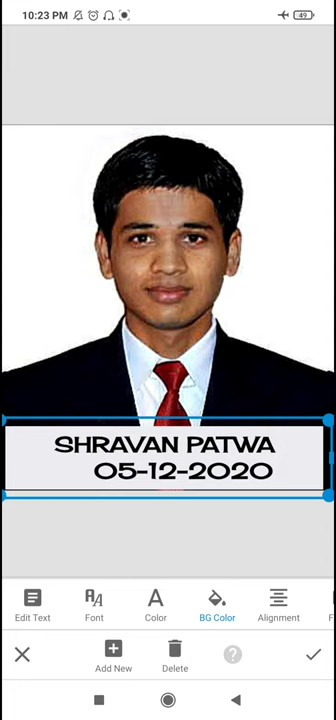 10:23 PM
49
SHRAVAN PATWA
05-12-2020
Edit Text
Font
Color
BG Color
Alignment
F
Add New
Delete
?